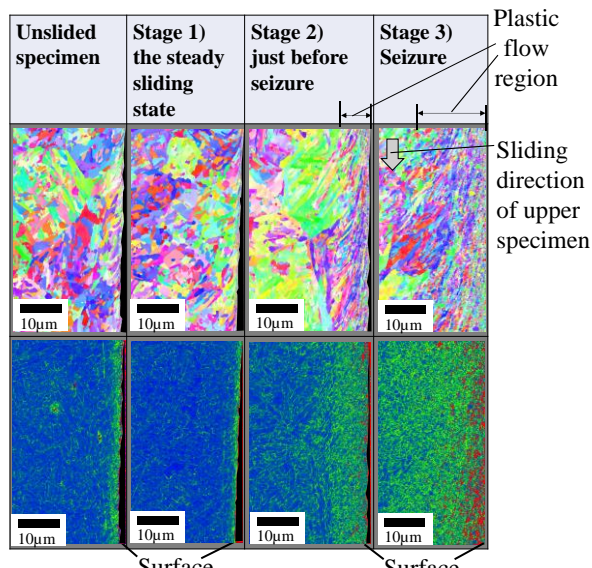 Unslided
specimen
Stage 1)
the steady
sliding
state
Stage 2)
just before
seizure
Stage 3)
Seizure
Plastic
flow
region
Sliding
direction
of upper
specimen
10μm
10μm
10μm
10μm
10μm
10μm
10μm
10μm
Surface
Surface